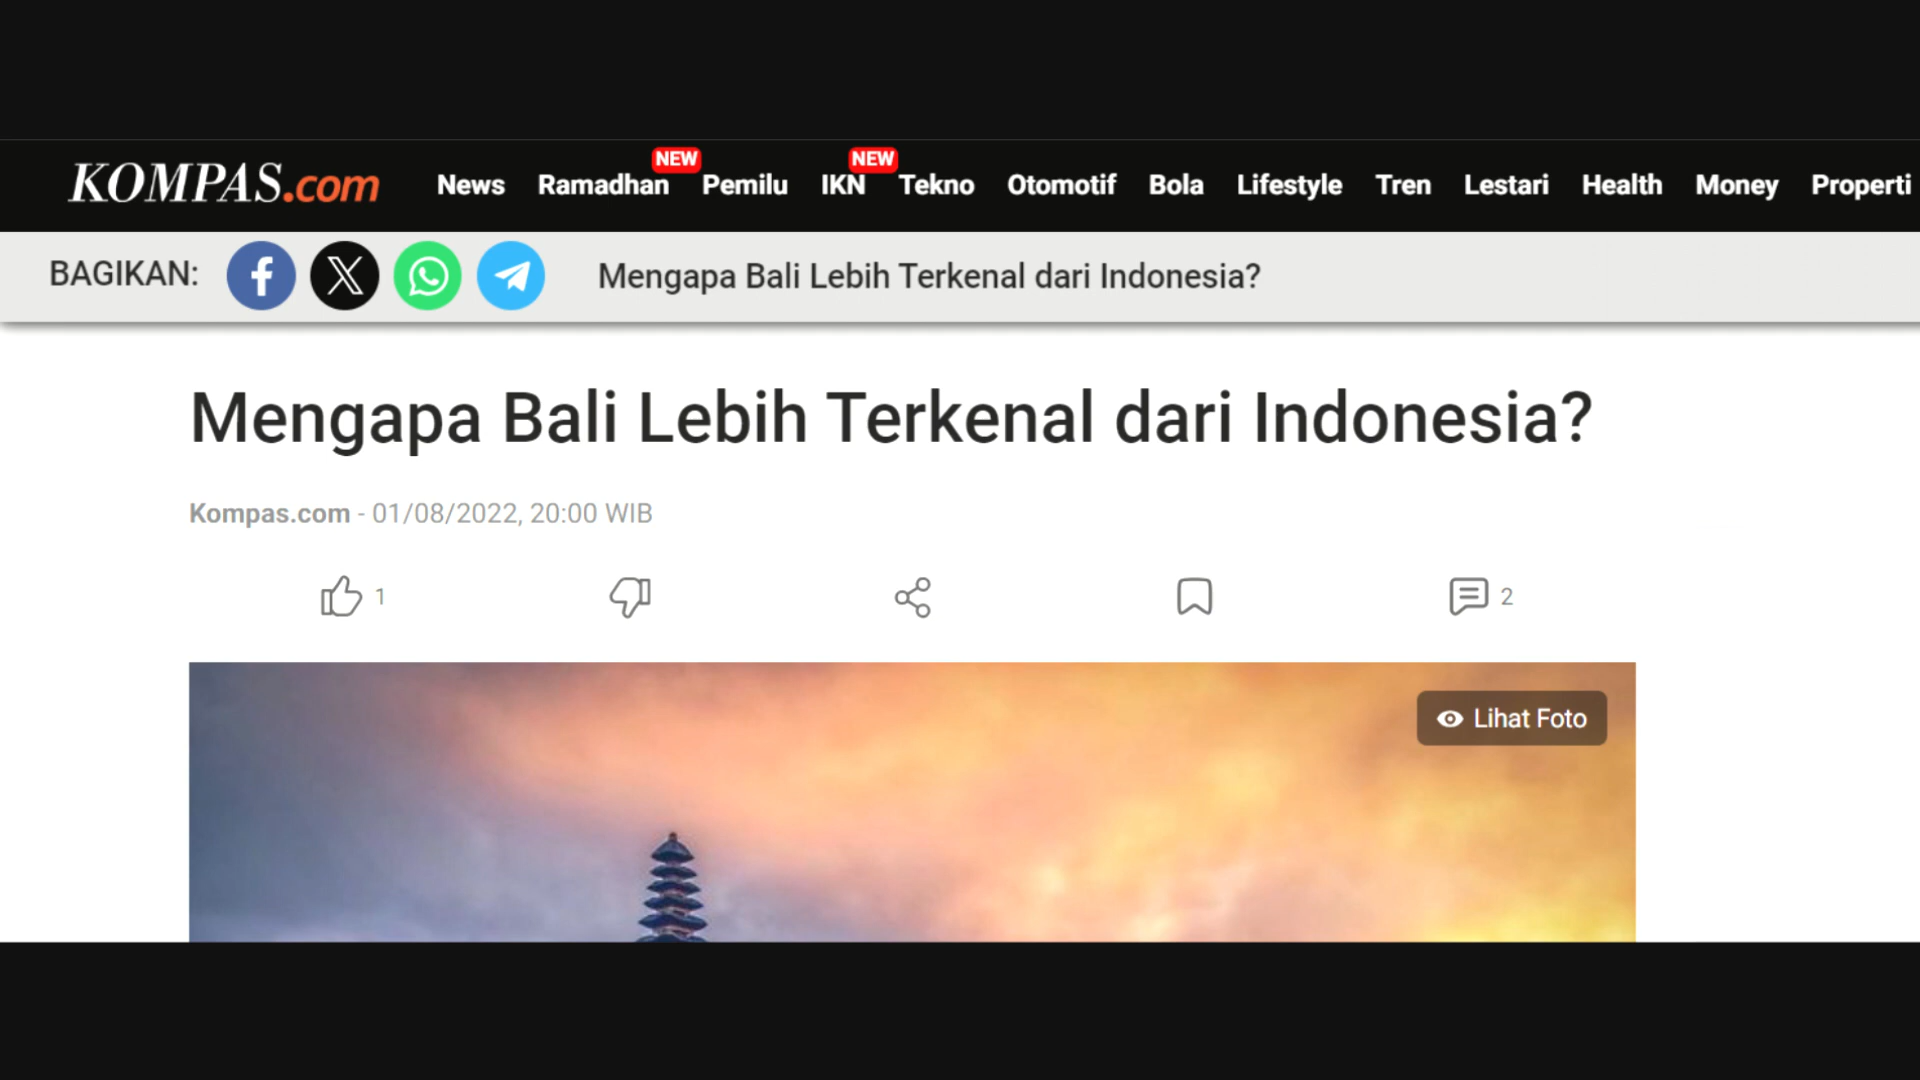 KOMPAS.com News Ramadhan NEW Pemilu IKN NEW Tekno Otomotif Bola Lifestyle Tren Lestari Health Money Properti
BAGIKAN: Mengapa Bali Lebih Terkenal dari Indonesia?
Mengapa Bali Lebih Terkenal dari Indonesia?
Kompas.com - 01/08/2022, 20:00 WIB
1 2
Lihat Foto